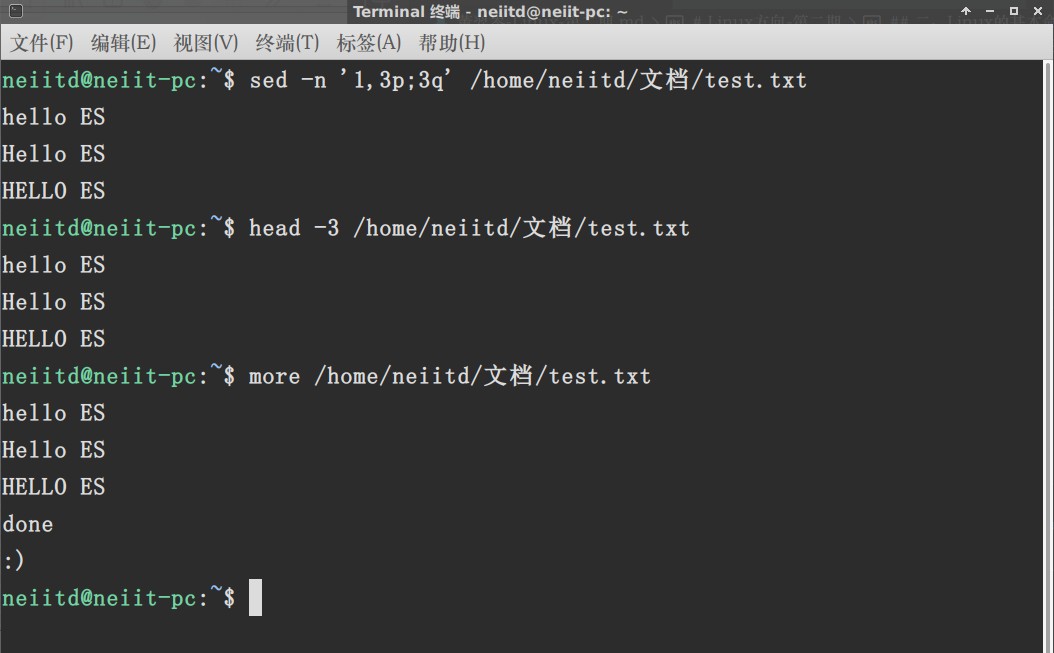 Terminal 终端 - neiitd@neiit-pc: ~
文件(F) 编辑(E) 视图(V) 终端(T) 标签(A) 帮助(H)
neiitd@neiit-pc:~$ sed -n '1,3p;3q' /home/neiitd/文档/test.txt
hello ES
Hello ES
HELLO ES
neiitd@neiit-pc:~$ head -3 /home/neiitd/文档/test.txt
hello ES
Hello ES
HELLO ES
neiitd@neiit-pc:~$ more /home/neiitd/文档/test.txt
hello ES
Hello ES
HELLO ES
done
:)
neiitd@neiit-pc:~$